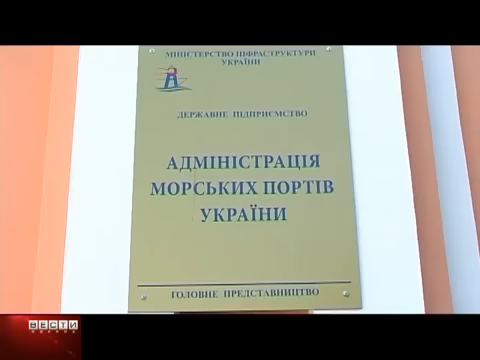 МІНІСТЕРСТВО ІНФРАСТРУКТУРИ
УКРАЇНИ
ДЕРЖАВНЕ ПІДПРИЄМСТВО
АДМІНІСТРАЦІЯ
МОРСЬКИХ ПОРТІВ
УКРАЇНИ
ГОЛОВНЕ ПРЕДСТАВНИЦТВО
ВЕСТИ